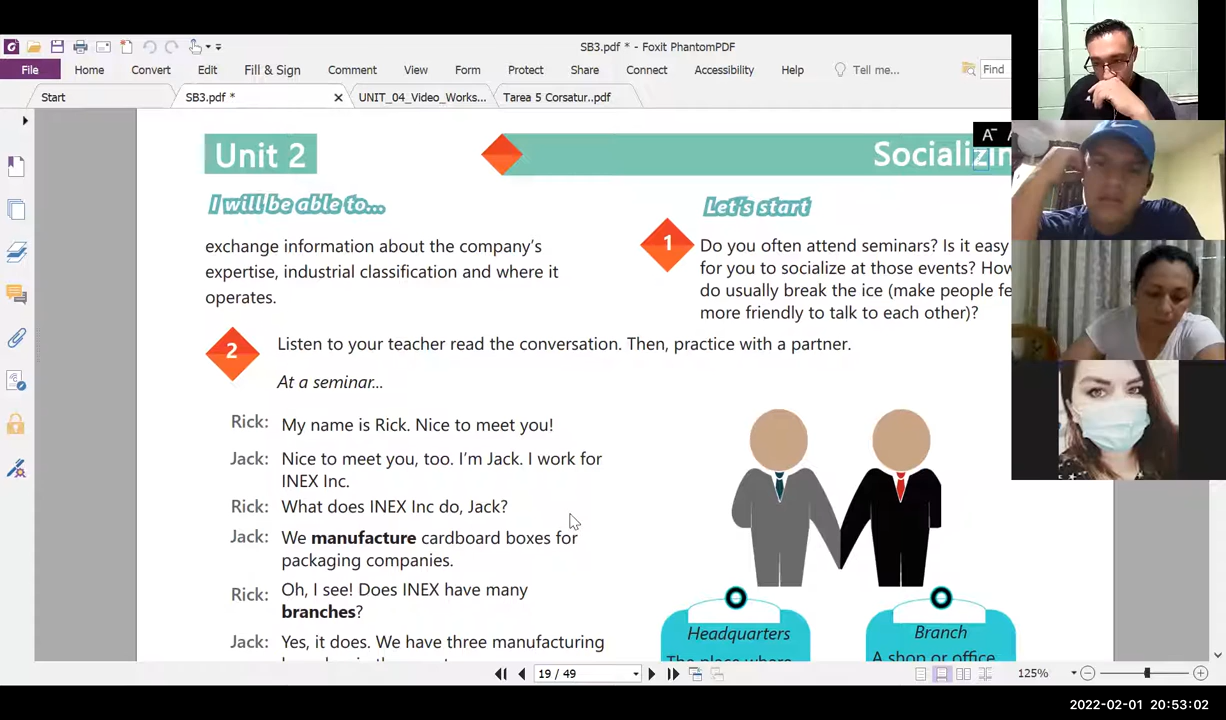 SB3.pdf * - Foxit PhantomPDF
File Home Convert Edit Fill & Sign Comment View Form Protect Share Connect Accessibility Help Tell me... Find
Start SB3.pdf * UNIT_04_Video_Works... Tarea 5 Corsatur..pdf
Unit 2
Socializin
I will be able to...
exchange information about the company's
expertise, industrial classification and where it
operates.
Let's start
1
Do you often attend seminars? Is it easy
for you to socialize at those events? How
do usually break the ice (make people fe
more friendly to talk to each other)?
2
Listen to your teacher read the conversation. Then, practice with a partner.
At a seminar...
Rick: My name is Rick. Nice to meet you!
Jack: Nice to meet you, too. I'm Jack. I work for
INEX Inc.
Rick: What does INEX Inc do, Jack?
Jack: We manufacture cardboard boxes for
packaging companies.
Rick: Oh, I see! Does INEX have many
branches?
Jack: Yes, it does. We have three manufacturing
Headquarters
The place where
Branch
A shop or office
19 / 49
125%
2022-02-01 20:53:02